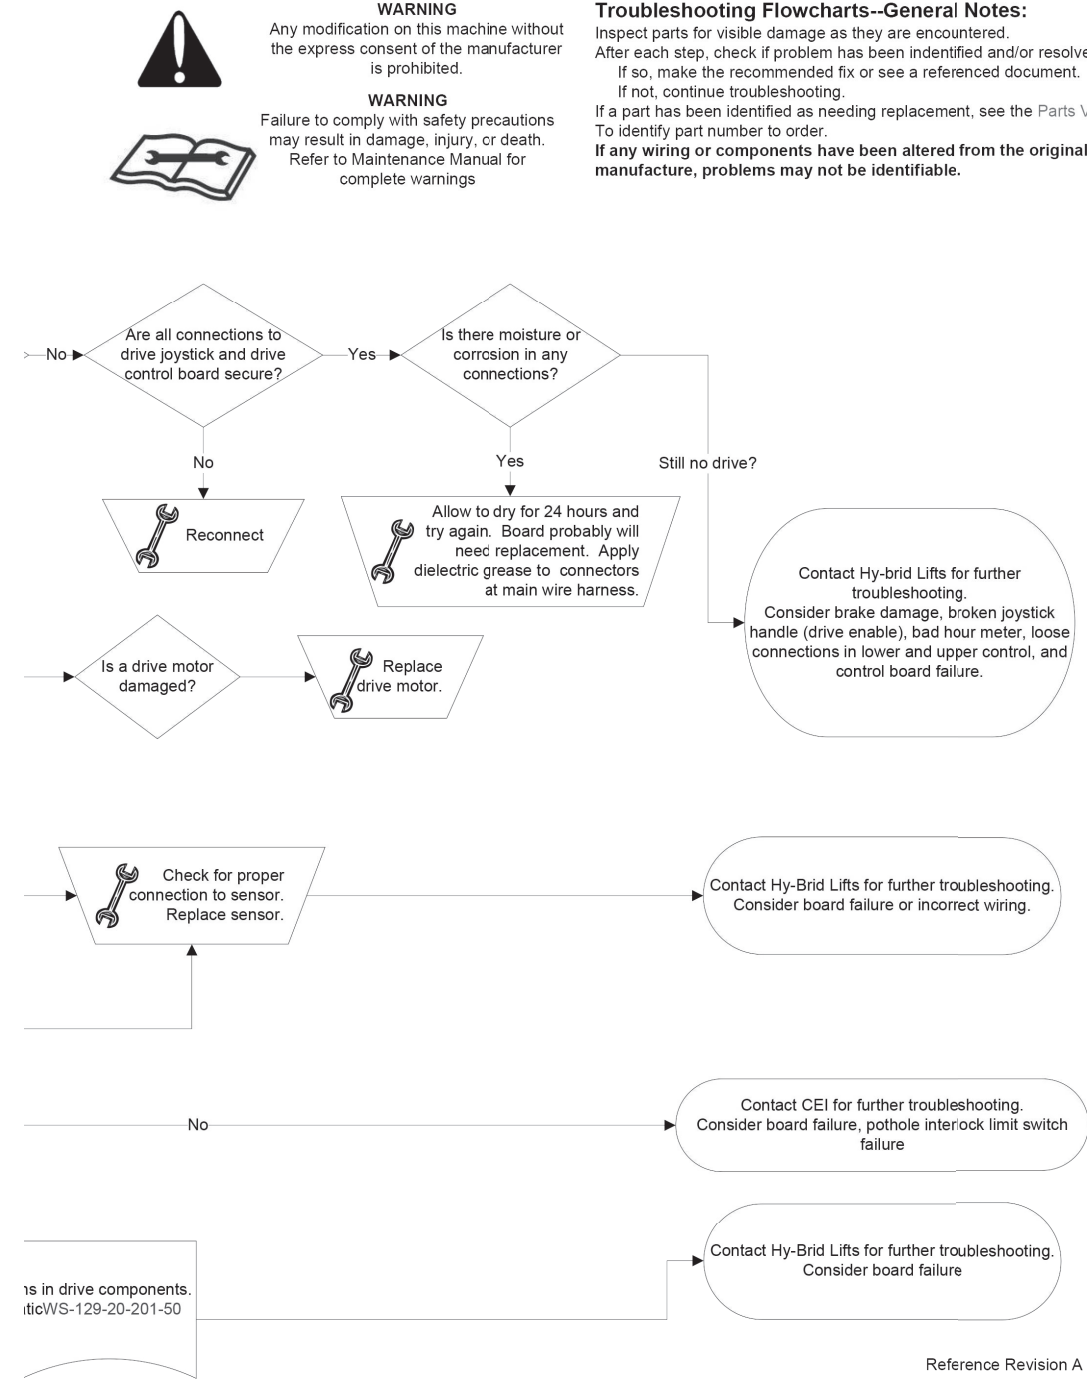 WARNING
Any modification on this machine without
the express consent of the manufacturer
is prohibited.
WARNING
Failure to comply with safety precautions
may result in damage, injury, or death.
Refer to Maintenance Manual for
complete warnings
Troubleshooting Flowcharts--General Notes:
Inspect parts for visible damage as they are encountered.
After each step, check if problem has been indentified and/or resolve
If so, make the recommended fix or see a referenced document.
If not, continue troubleshooting.
If a part has been identified as needing replacement, see the Parts V
To identify part number to order.
If any wiring or components have been altered from the original
manufacture, problems may not be identifiable.
No
Are all connections to
drive joystick and drive
control board secure?
Yes
Is there moisture or
corrosion in any
connections?
No
Yes
Still no drive?
Reconnect
Allow to dry for 24 hours and
try again. Board probably will
need replacement. Apply
dielectric grease to connectors
at main wire harness.
Contact Hy-brid Lifts for further
troubleshooting.
Consider brake damage, broken joystick
handle (drive enable), bad hour meter, loose
connections in lower and upper control, and
control board failure.
Is a drive motor
damaged?
Replace
drive motor.
Check for proper
connection to sensor.
Replace sensor.
Contact Hy-Brid Lifts for further troubleshooting.
Consider board failure or incorrect wiring.
No
Contact CEI for further troubleshooting.
Consider board failure, pothole interlock limit switch
failure
ns in drive components.
aticWS-129-20-201-50
Contact Hy-Brid Lifts for further troubleshooting.
Consider board failure
Reference Revision A